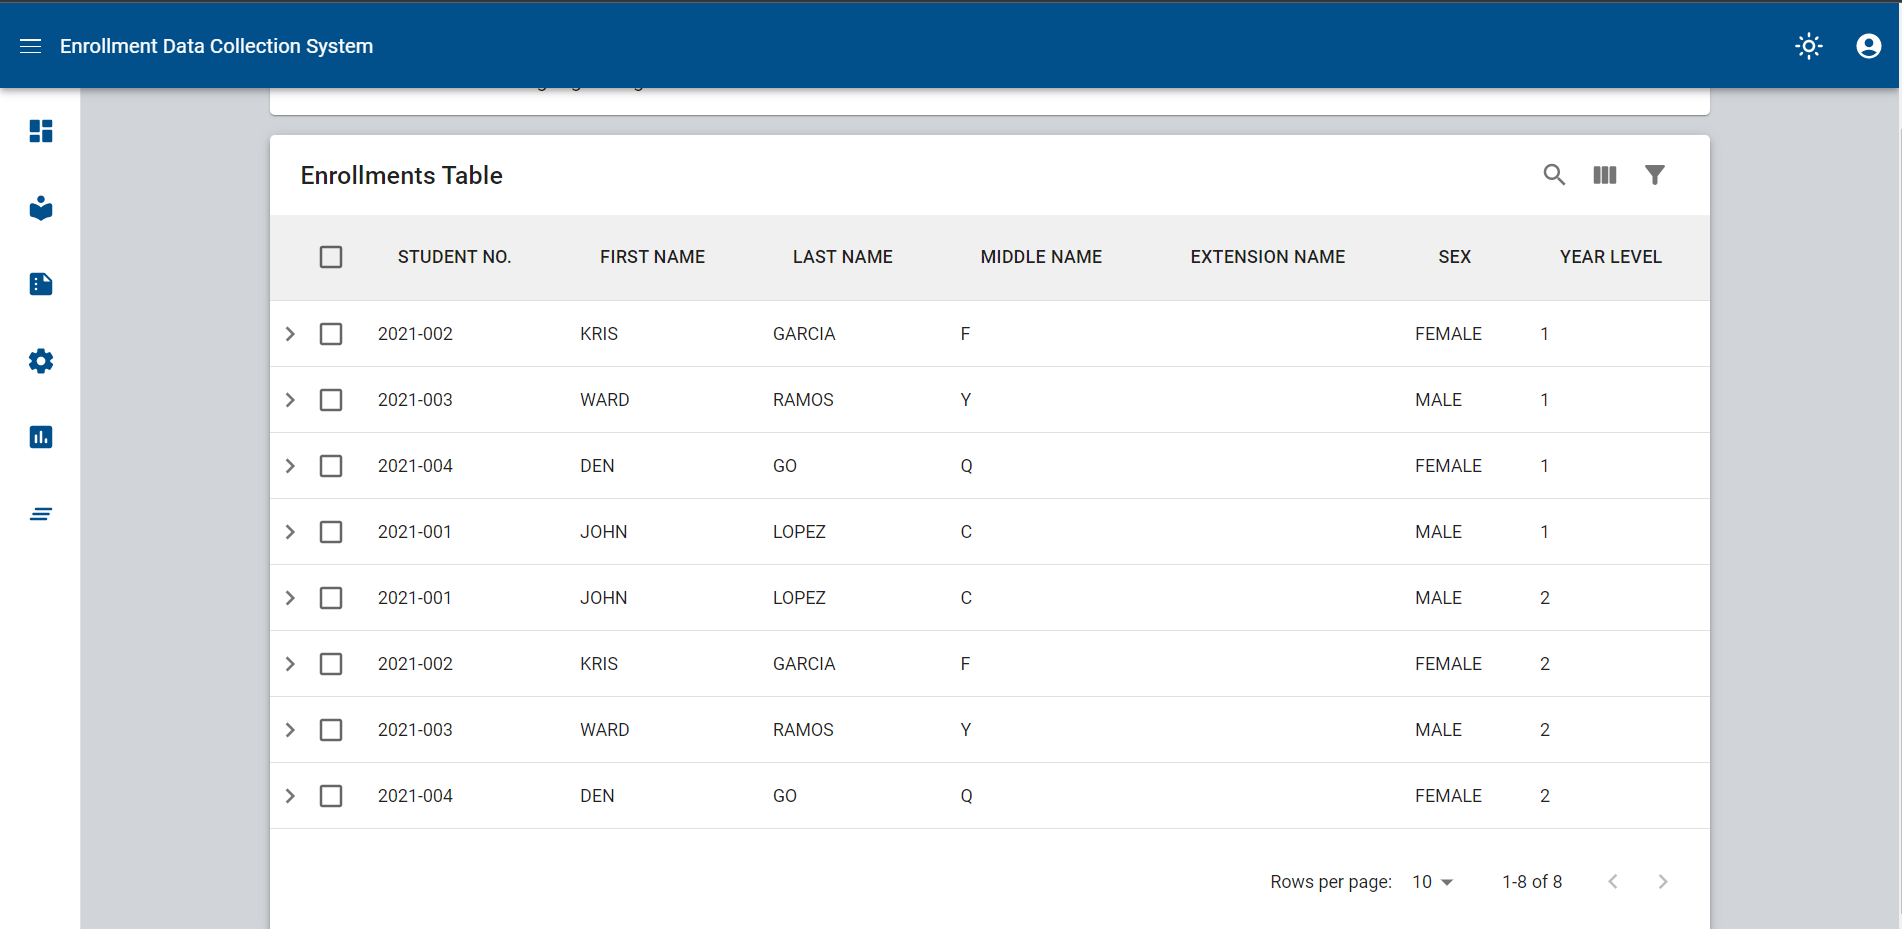 Enrollment Data Collection System
Enrollments Table
STUDENT NO. FIRST NAME LAST NAME MIDDLE NAME EXTENSION NAME SEX YEAR LEVEL
2021-002 KRIS GARCIA F FEMALE 1
2021-003 WARD RAMOS Y MALE 1
2021-004 DEN GO Q FEMALE 1
2021-001 JOHN LOPEZ C MALE 1
2021-001 JOHN LOPEZ C MALE 2
2021-002 KRIS GARCIA F FEMALE 2
2021-003 WARD RAMOS Y MALE 2
2021-004 DEN GO Q FEMALE 2
Rows per page: 10 1-8 of 8